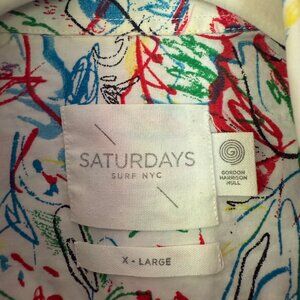 SATURDAYS
SURF NYC
GORDON
HARRISON
HULL
X - LARGE